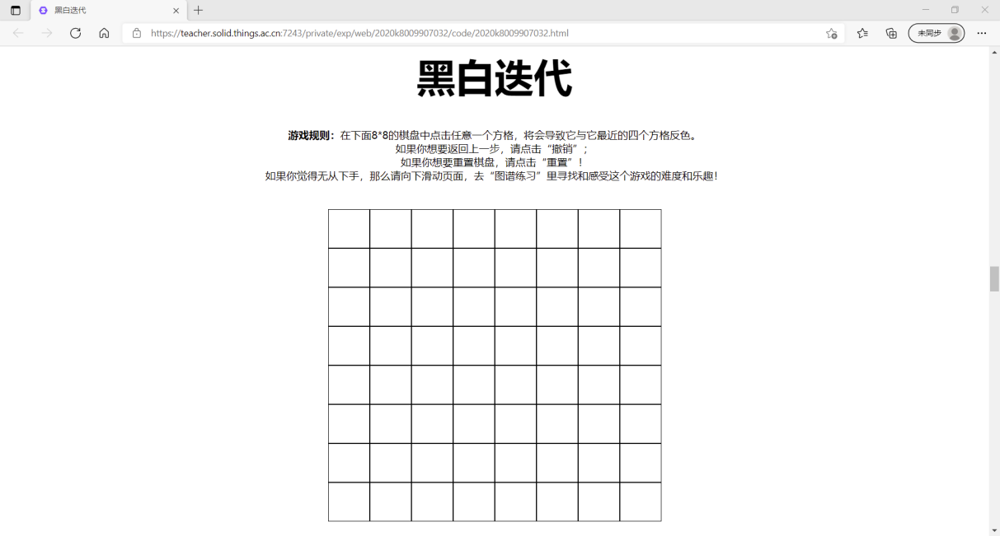 黑白迭代
https://teacher.solid.things.ac.cn:7243/private/exp/web/2020k8009907032/code/2020k8009907032.html
未同步
黑白迭代
游戏规则：在下面8*8的棋盘中点击任意一个方格，将会导致它与它最近的四个方格反色。
如果你想要返回上一步，请点击“撤销”；
如果你想要重置棋盘，请点击“重置”！
如果你觉得无从下手，那么请向下滑动页面，去“图谱练习”里寻找和感受这个游戏的难度和乐趣！